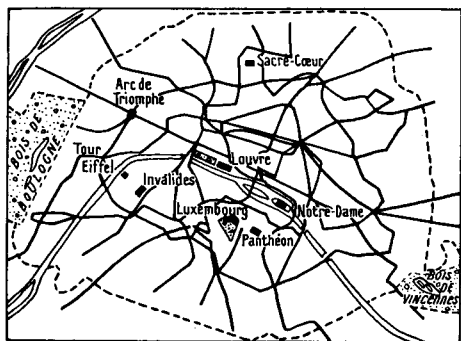 Sacré-Cœur
Arc de
Triomphe
BOIS DE
BOULOGNE
Tour
Eiffel
Louvre
Invalides
Luxembourg
Notre-Dame
Panthéon
BOIS
DE
VINCENNES